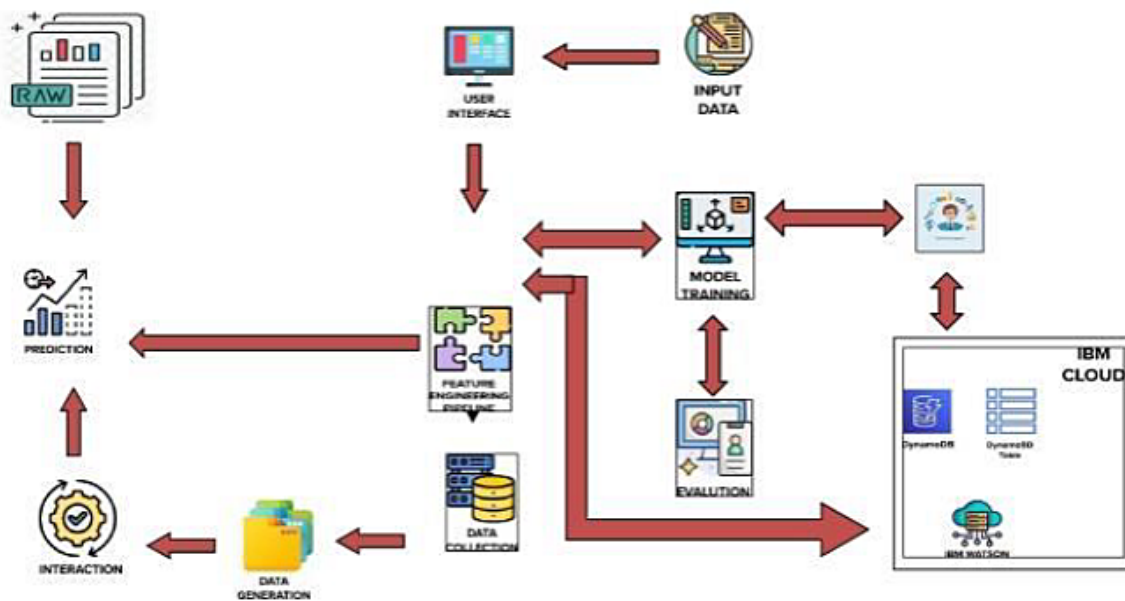 RAW
USER
INTERFACE
INPUT
DATA
MODEL
TRAINING
PREDICTION
FEATURE
ENGINEERING
PIPELINE
IBM
CLOUD
DynamoDB
DynamoDB
Table
EVALUTION
DATA
COLLECTION
IBM WATSON
INTERACTION
DATA
GENERATION